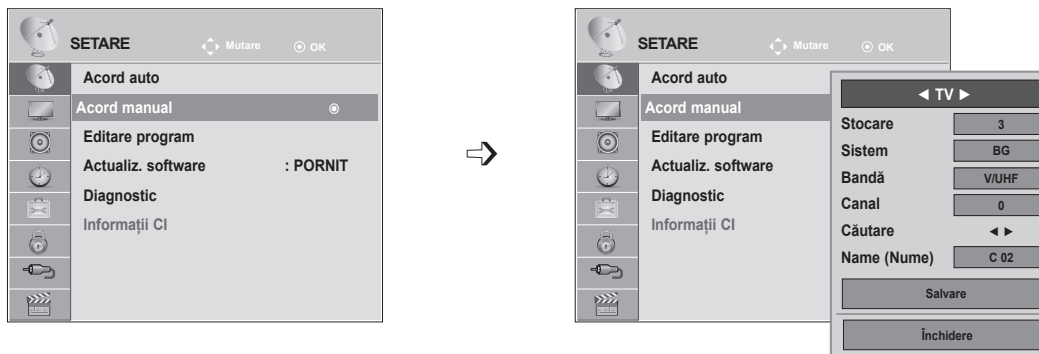 SETARE Mutare OK
Acord auto
Acord manual
Editare program
Actualiz. software : PORNIT
Diagnostic
Informații CI
SETARE Mutare OK
Acord auto
Acord manual
Editare program
Actualiz. software
Diagnostic
Informații CI
◄ TV ►
Stocare 3
Sistem BG
Bandă V/UHF
Canal 0
Căutare ◄ ►
Name (Nume) C 02
Salvare
Închidere